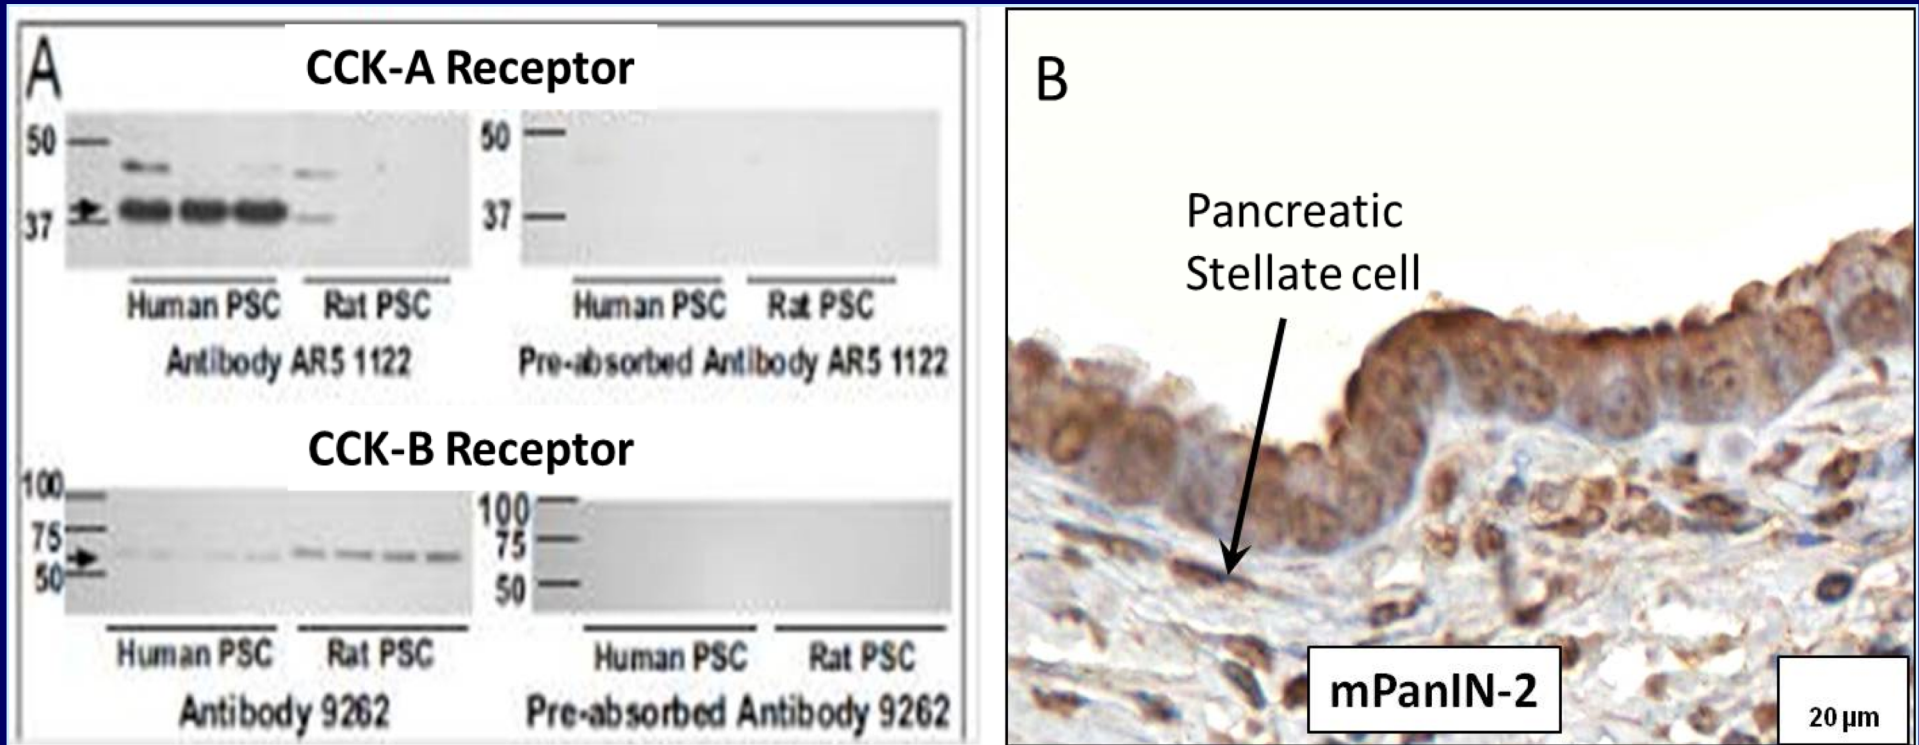 A
CCK-A Receptor
50
37
Human PSC Rat PSC
Antibody AR5 1122
50
37
Human PSC Rat PSC
Pre-absorbed Antibody AR5 1122
CCK-B Receptor
100
75
50
Human PSC Rat PSC
Antibody 9262
100
75
50
Human PSC Rat PSC
Pre-absorbed Antibody 9262
B
Pancreatic
Stellate cell
mPanIN-2
20 µm